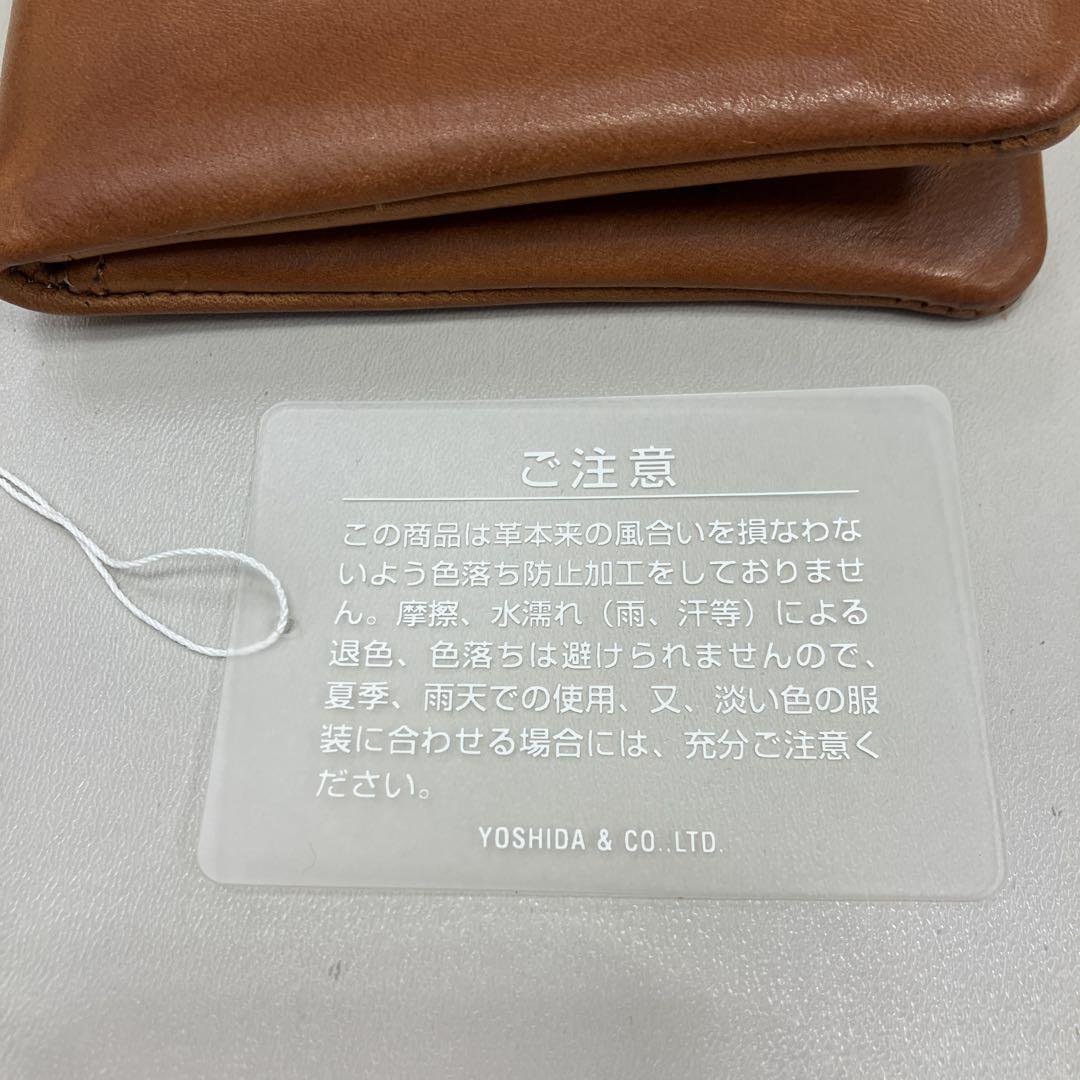 ご注意
この商品は革本来の風合いを損なわな
いよう色落ち防止加工をしておりませ
ん。摩擦、水濡れ（雨、汗等）による
退色、色落ちは避けられませんので、
夏季、雨天での使用、又、淡い色の服
装に合わせる場合には、充分ご注意く
ださい。
YOSHIDA & CO.,LTD.